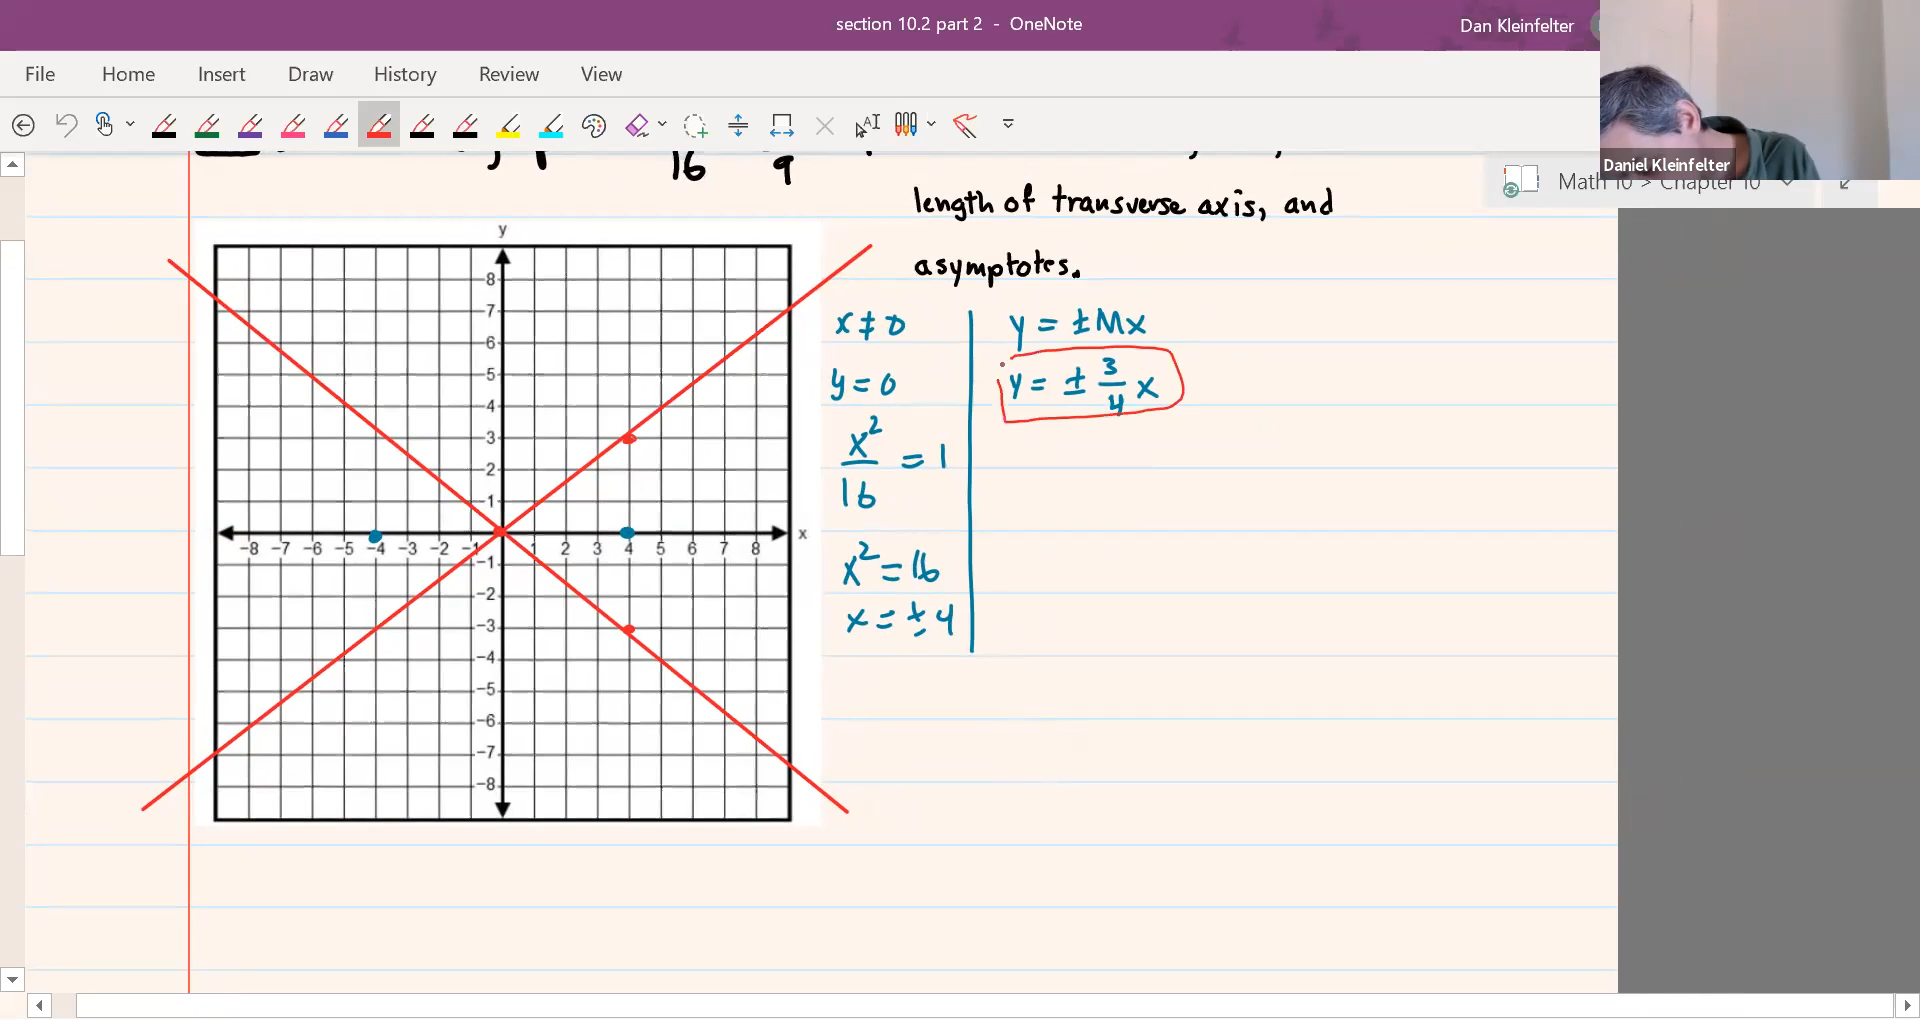 section 10.2 part 2 - OneNote
Dan Kleinfelter
File Home Insert Draw History Review View
Daniel Kleinfelter
Math 10 > Chapter 10
16 9
length of transverse axis, and
asymptotes.
y
8
7
6
5
4
3
2
1
-8 -7 -6 -5 -4 -3 -2 -1 1 2 3 4 5 6 7 8 x
-1
-2
-3
-4
-5
-6
-7
-8
x ≠ 0
y = 0
x²/16 = 1
x² = 16
x = ± 4
y = ±Mx
y = ± 3/4 x